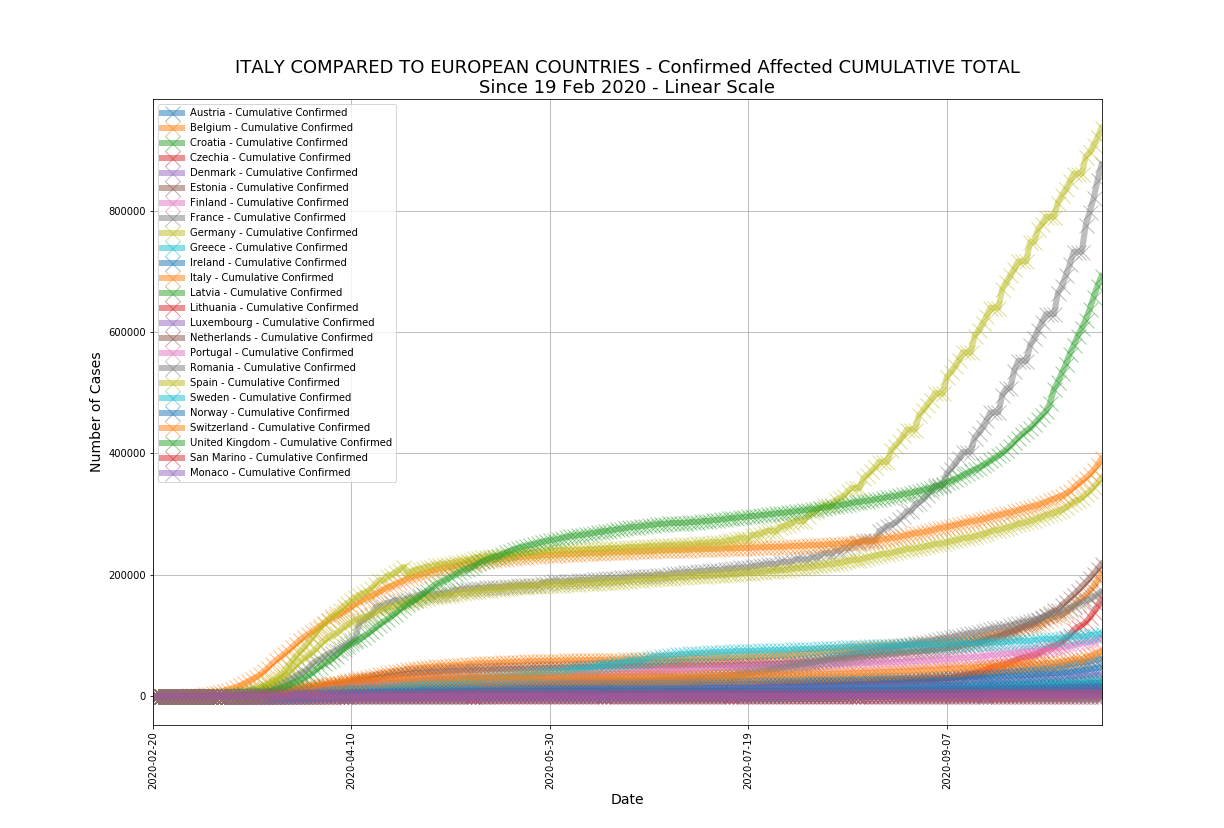 ITALY COMPARED TO EUROPEAN COUNTRIES - Confirmed Affected CUMULATIVE TOTAL
Since 19 Feb 2020 - Linear Scale
Austria - Cumulative Confirmed
Belgium - Cumulative Confirmed
Croatia - Cumulative Confirmed
Czechia - Cumulative Confirmed
Denmark - Cumulative Confirmed
Estonia - Cumulative Confirmed
Finland - Cumulative Confirmed
France - Cumulative Confirmed
Germany - Cumulative Confirmed
Greece - Cumulative Confirmed
Ireland - Cumulative Confirmed
Italy - Cumulative Confirmed
Latvia - Cumulative Confirmed
Lithuania - Cumulative Confirmed
Luxembourg - Cumulative Confirmed
Netherlands - Cumulative Confirmed
Portugal - Cumulative Confirmed
Romania - Cumulative Confirmed
Spain - Cumulative Confirmed
Sweden - Cumulative Confirmed
Norway - Cumulative Confirmed
Switzerland - Cumulative Confirmed
United Kingdom - Cumulative Confirmed
San Marino - Cumulative Confirmed
Monaco - Cumulative Confirmed
Number of Cases
800000
600000
400000
200000
0
2020-02-20
2020-04-10
2020-05-30
2020-07-19
2020-09-07
Date